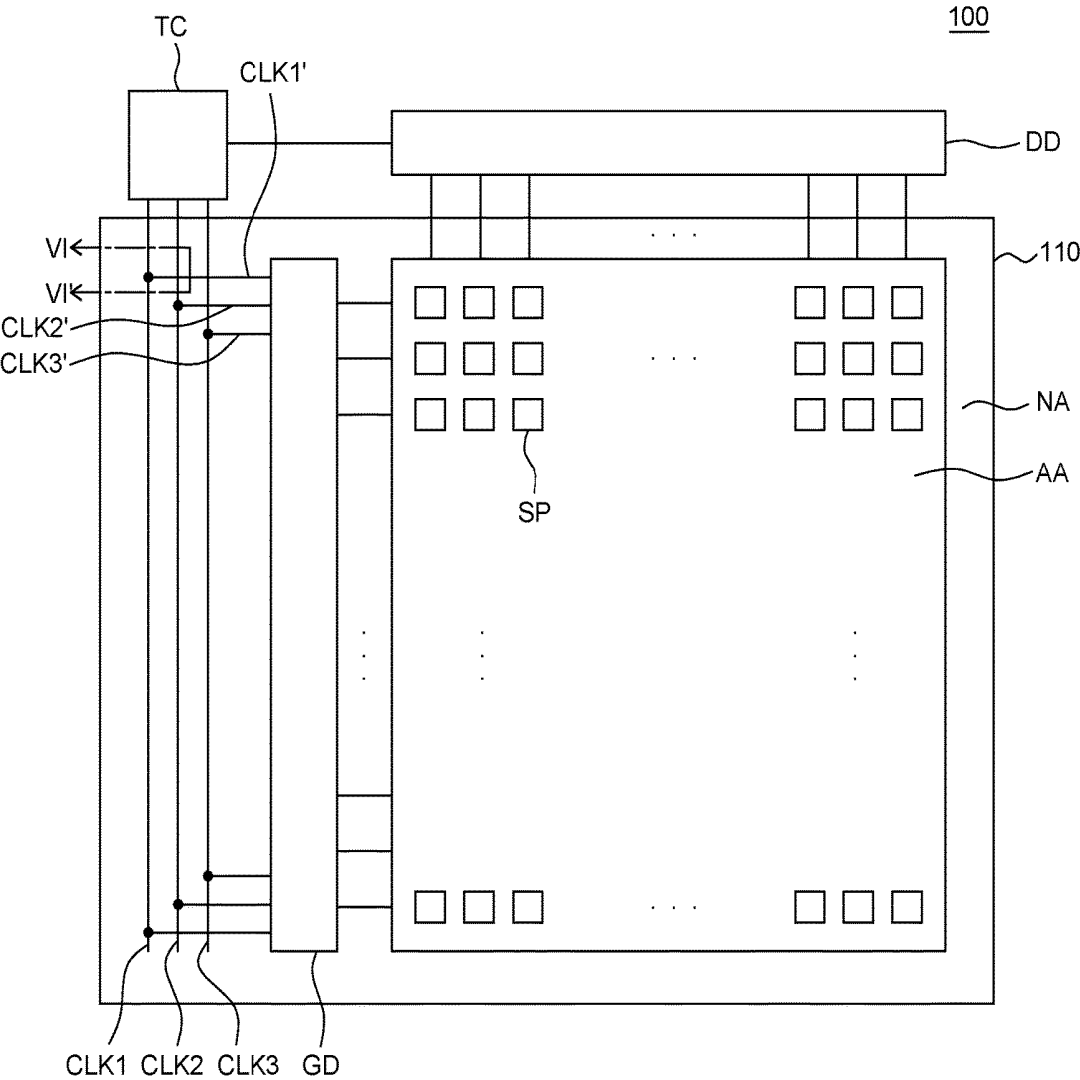 100
TC
CLK1'
DD
VI
110
VI'
CLK2'
CLK3'
NA
AA
SP
CLK1 CLK2 CLK3 GD